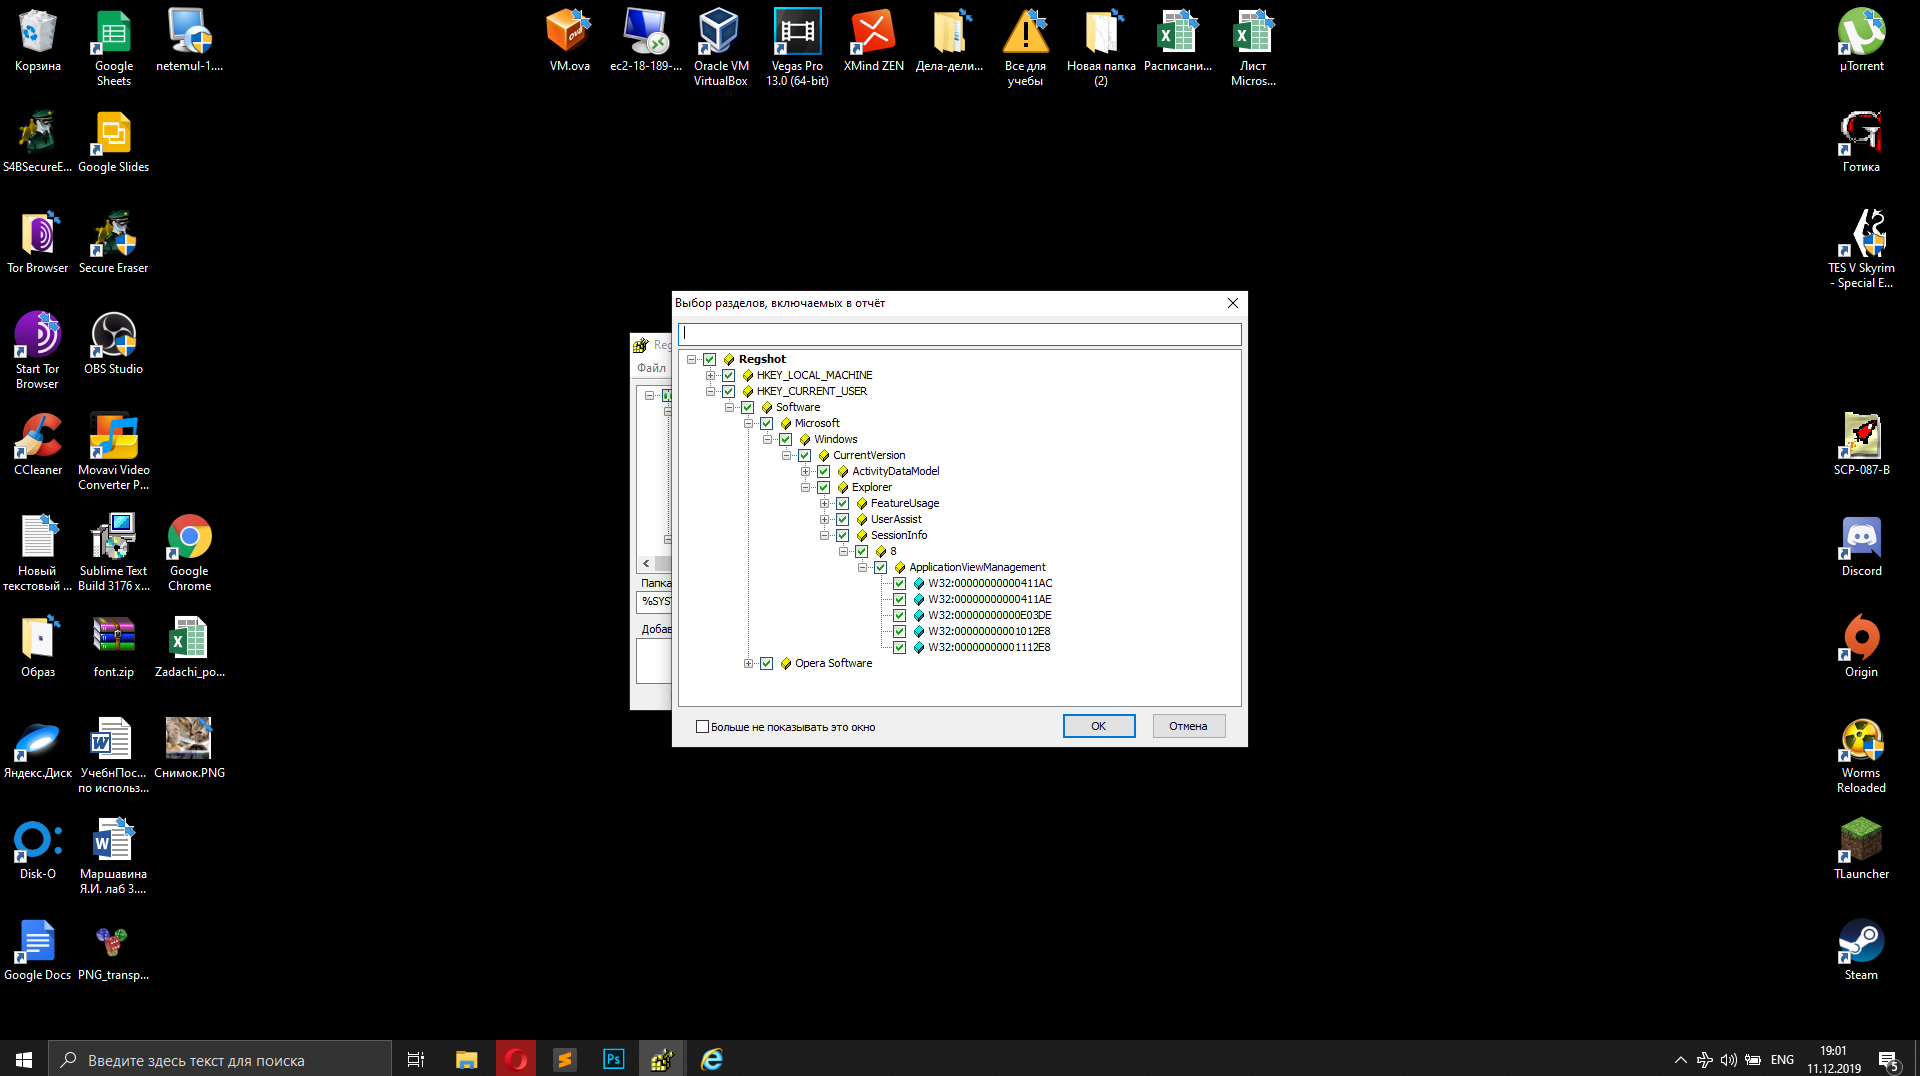 Корзина
Google
Sheets
netemul-1....
VM.ova
ec2-18-189-...
Oracle VM
VirtualBox
Vegas Pro
13.0 (64-bit)
XMind ZEN
Дела-дели...
Все для
учебы
Новая папка
(2)
Расписани...
Лист
Micros...
µTorrent
S4BSecureE...
Google Slides
Готика
Tor Browser
Secure Eraser
TES V Skyrim
- Special E...
Start Tor
Browser
OBS Studio
CCleaner
Movavi Video
Converter P...
SCP-087-B
Новый
текстовый ...
Sublime Text
Build 3176 x...
Google
Chrome
Discord
Образ
font.zip
Zadachi_po...
Origin
Яндекс.Диск
УчебнПос...
по использ...
Снимок.PNG
Worms
Reloaded
Disk-O
Маршавина
Я.И. лаб 3....
TLauncher
Google Docs
PNG_transp...
Steam
Reg
Файл
Папка
%SYS
Добав
Выбор разделов, включаемых в отчёт
Regshot
HKEY_LOCAL_MACHINE
HKEY_CURRENT_USER
Software
Microsoft
Windows
CurrentVersion
ActivityDataModel
Explorer
FeatureUsage
UserAssist
SessionInfo
8
ApplicationViewManagement
W32:00000000000411AC
W32:00000000000411AE
W32:00000000000E03DE
W32:00000000001012E8
W32:00000000001112E8
Opera Software
Больше не показывать это окно
OK
Отмена
Введите здесь текст для поиска
Ps
ENG
19:01
11.12.2019
5